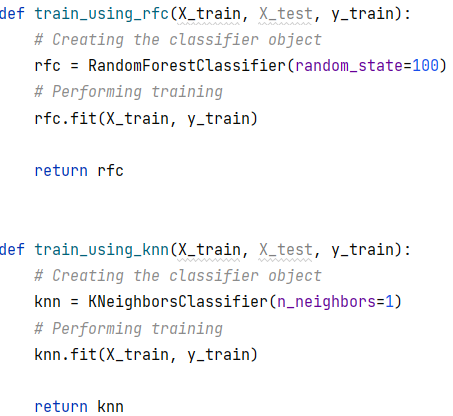 def train_using_rfc(X_train, X_test, y_train):
    # Creating the classifier object
    rfc = RandomForestClassifier(random_state=100)
    # Performing training
    rfc.fit(X_train, y_train)
    return rfc
def train_using_knn(X_train, X_test, y_train):
    # Creating the classifier object
    knn = KNeighborsClassifier(n_neighbors=1)
    # Performing training
    knn.fit(X_train, y_train)
    return knn